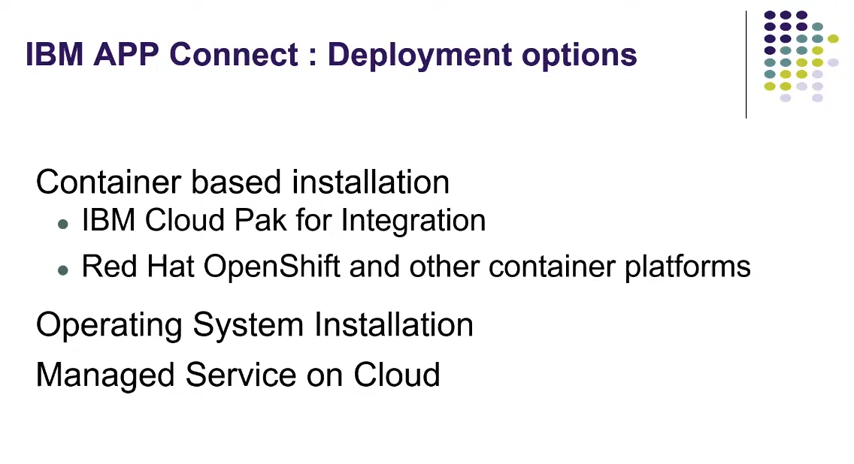 IBM APP Connect : Deployment options
Container based installation
IBM Cloud Pak for Integration
Red Hat OpenShift and other container platforms
Operating System Installation
Managed Service on Cloud